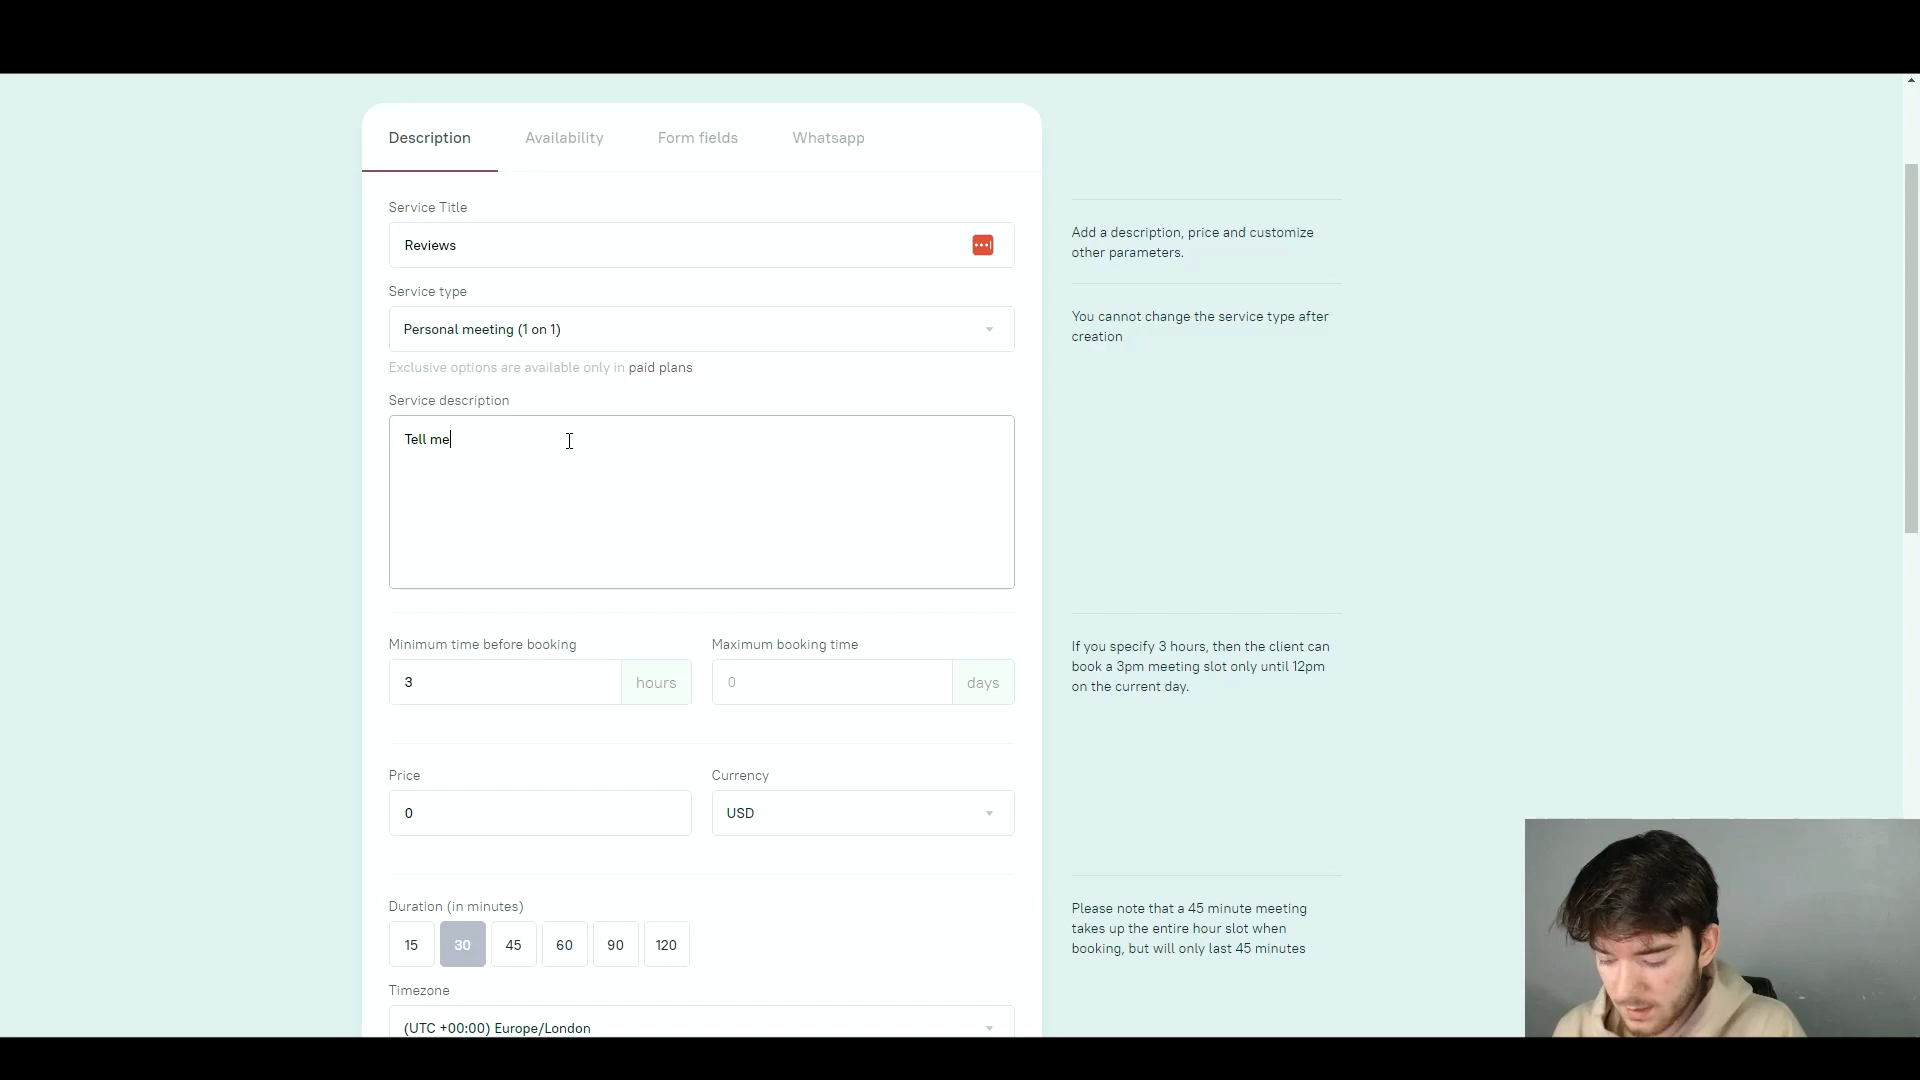 Description Availability Form fields Whatsapp
Service Title
Reviews
Add a description, price and customize
other parameters.
Service type
Personal meeting (1 on 1)
You cannot change the service type after
creation
Exclusive options are available only in paid plans
Service description
Tell me
Minimum time before booking Maximum booking time
3 hours 0 days
If you specify 3 hours, then the client can
book a 3pm meeting slot only until 12pm
on the current day.
Price Currency
0 USD
Duration (in minutes)
15 30 45 60 90 120
Please note that a 45 minute meeting
takes up the entire hour slot when
booking, but will only last 45 minutes
Timezone
(UTC +00:00) Europe/London